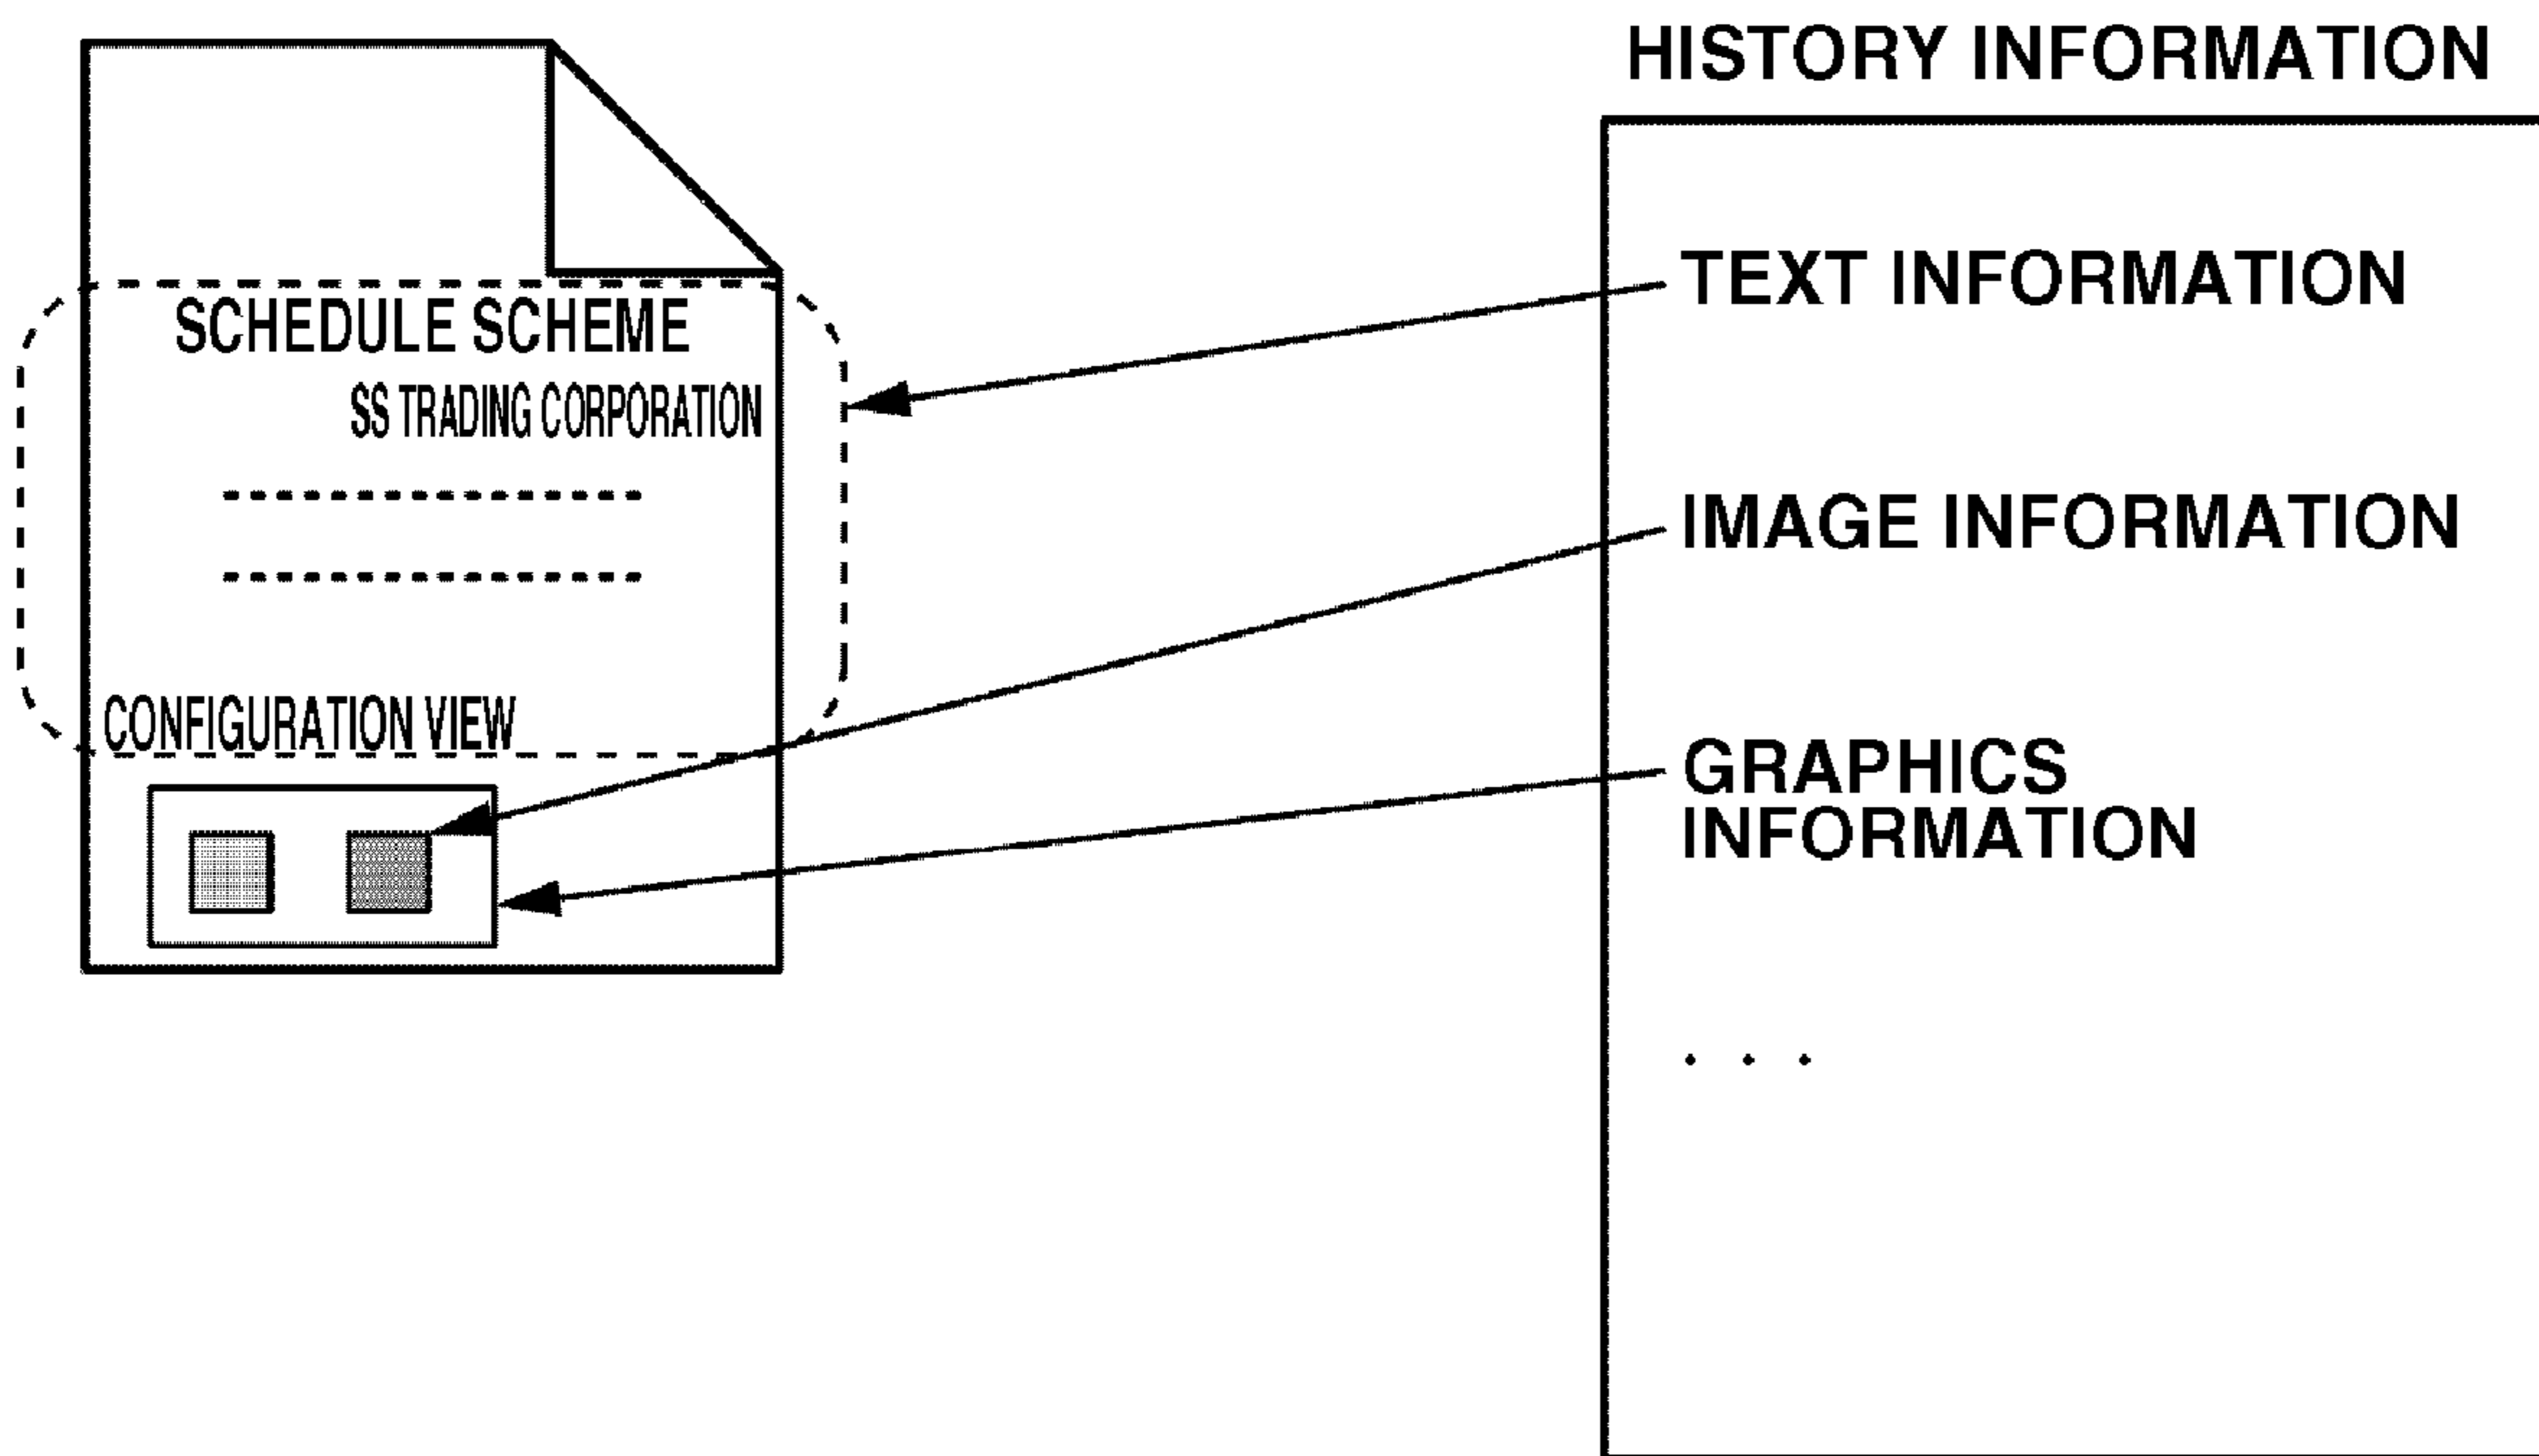 HISTORY INFORMATION
SCHEDULE SCHEME
SS TRADING CORPORATION
CONFIGURATION VIEW
TEXT INFORMATION
IMAGE INFORMATION
GRAPHICS
INFORMATION
. . .